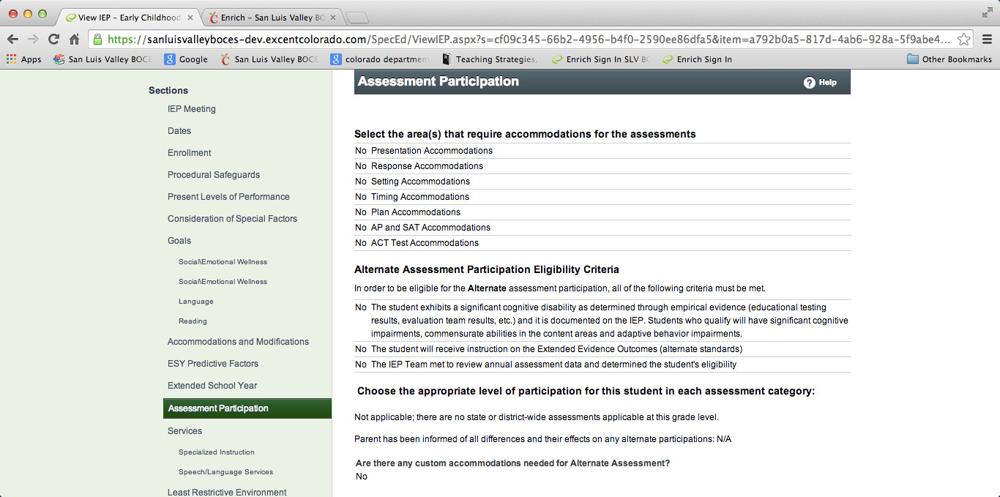 View IEP – Early Childhood
Enrich – San Luis Valley BO
https://sanluisvalleyboces-dev.excentcolorado.com/SpecEd/ViewIEP.aspx?s=cf09c345-66b2-4956-b4f0-2590ee86dfa5&item=a792b0a5-817d-4ab6-928a-5f9abe4...
Apps San Luis Valley BOCE Google San Luis Valley BOCE colorado departmen Teaching Strategies, Enrich Sign In SLV BO Enrich Sign In Other Bookmarks
Sections
IEP Meeting
Dates
Enrollment
Procedural Safeguards
Present Levels of Performance
Consideration of Special Factors
Goals
Social\Emotional Wellness
Social\Emotional Wellness
Language
Reading
Accommodations and Modifications
ESY Predictive Factors
Extended School Year
Assessment Participation
Services
Specialized Instruction
Speech/Language Services
Least Restrictive Environment
Assessment Participation
? Help
Select the area(s) that require accommodations for the assessments
No Presentation Accommodations
No Response Accommodations
No Setting Accommodations
No Timing Accommodations
No Plan Accommodations
No AP and SAT Accommodations
No ACT Test Accommodations
Alternate Assessment Participation Eligibility Criteria
In order to be eligible for the Alternate assessment participation, all of the following criteria must be met.
No The student exhibits a significant cognitive disability as determined through empirical evidence (educational testing
results, evaluation team results, etc.) and it is documented on the IEP. Students who qualify will have significant cognitive
impairments, commensurate abilities in the content areas and adaptive behavior impairments.
No The student will receive instruction on the Extended Evidence Outcomes (alternate standards)
No The IEP Team met to review annual assessment data and determined the student's eligibility
Choose the appropriate level of participation for this student in each assessment category:
Not applicable; there are no state or district-wide assessments applicable at this grade level.
Parent has been informed of all differences and their effects on any alternate participations: N/A
Are there any custom accommodations needed for Alternate Assessment?
No